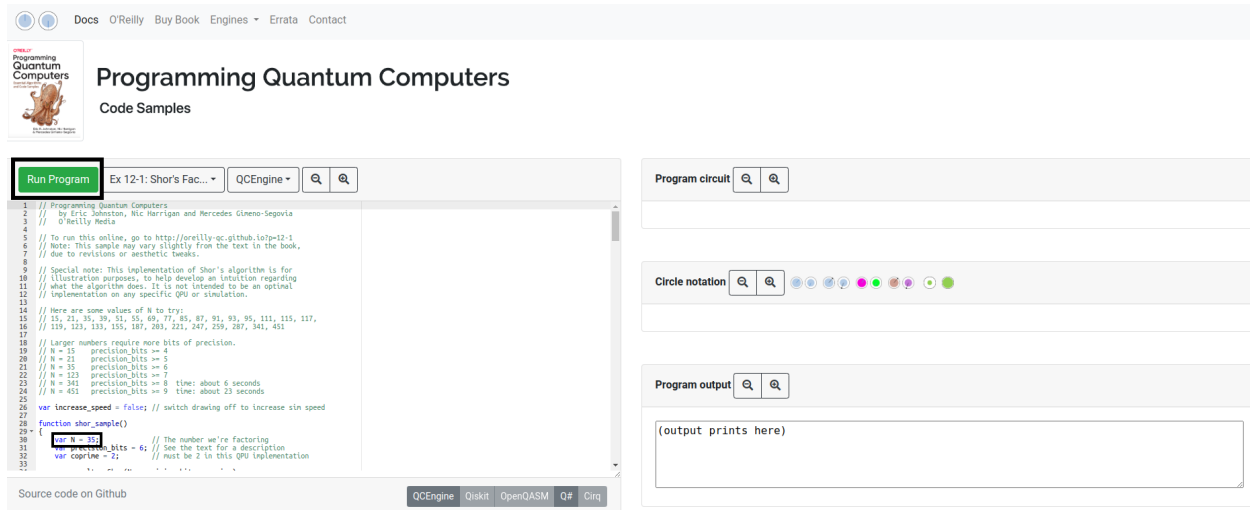 Docs O'Reilly Buy Book Engines Errata Contact
O'REILLY
Programming
Quantum
Computers
Programming Quantum Computers
Code Samples
Run Program Ex 12-1: Shor's Fac... QCEngine
1 // Programming Quantum Computers
2 //   by Eric Johnston, Nic Harrigan and Mercedes Gimeno-Segovia
3 //   O'Reilly Media
4
5 // To run this online, go to http://oreilly-qc.github.io?p=12-1
6 // Note: This sample may vary slightly from the text in the book,
7 // due to revisions or aesthetic tweaks.
8
9 // Special note: This implementation of Shor's algorithm is for
10 // illustration purposes, to help develop an intuition regarding
11 // what the algorithm does. It is not intended to be an optimal
12 // implementation on any specific QPU or simulation.
13
14 // Here are some values of N to try:
15 // 15, 21, 35, 39, 51, 55, 69, 77, 85, 87, 91, 93, 95, 111, 115, 117,
16 // 119, 123, 133, 155, 187, 203, 221, 247, 259, 287, 341, 451
17
18 // Larger numbers require more bits of precision.
19 // N = 15    precision_bits >= 4
20 // N = 21    precision_bits >= 5
21 // N = 35    precision_bits >= 6
22 // N = 123   precision_bits >= 7
23 // N = 341   precision_bits >= 8  time: about 6 seconds
24 // N = 451   precision_bits >= 9  time: about 23 seconds
25
26 var increase_speed = false; // switch drawing off to increase sim speed
27
28 function shor_sample()
29 {
30     var N = 35;             // The number we're factoring
31     var precision_bits = 6; // See the text for a description
32     var coprime = 2;        // must be 2 in this QPU implementation
33
Source code on Github
QCEngine Qiskit OpenQASM Q# Cirq
Program circuit
Circle notation
Program output
(output prints here)